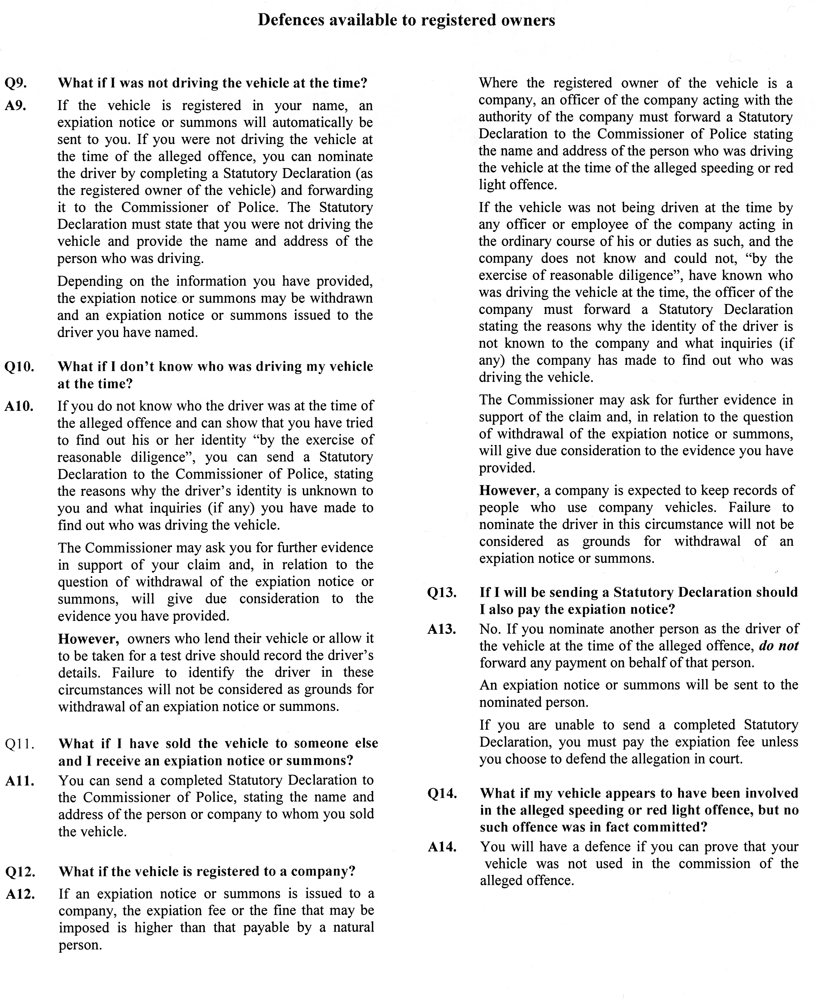 Defences available to registered owners
Q9. What if I was not driving the vehicle at the time?
A9. If the vehicle is registered in your name, an
expiation notice or summons will automatically be
sent to you. If you were not driving the vehicle at
the time of the alleged offence, you can nominate
the driver by completing a Statutory Declaration (as
the registered owner of the vehicle) and forwarding
it to the Commissioner of Police. The Statutory
Declaration must state that you were not driving the
vehicle and provide the name and address of the
person who was driving.
Depending on the information you have provided,
the expiation notice or summons may be withdrawn
and an expiation notice or summons issued to the
driver you have named.
Q10. What if I don’t know who was driving my vehicle
at the time?
A10. If you do not know who the driver was at the time of
the alleged offence and can show that you have tried
to find out his or her identity “by the exercise of
reasonable diligence”, you can send a Statutory
Declaration to the Commissioner of Police, stating
the reasons why the driver’s identity is unknown to
you and what inquiries (if any) you have made to
find out who was driving the vehicle.
The Commissioner may ask you for further evidence
in support of your claim and, in relation to the
question of withdrawal of the expiation notice or
summons, will give due consideration to the
evidence you have provided.
However, owners who lend their vehicle or allow it
to be taken for a test drive should record the driver’s
details. Failure to identify the driver in these
circumstances will not be considered as grounds for
withdrawal of an expiation notice or summons.
Q11. What if I have sold the vehicle to someone else
and I receive an expiation notice or summons?
A11. You can send a completed Statutory Declaration to
the Commissioner of Police, stating the name and
address of the person or company to whom you sold
the vehicle.
Q12. What if the vehicle is registered to a company?
A12. If an expiation notice or summons is issued to a
company, the expiation fee or the fine that may be
imposed is higher than that payable by a natural
person.
Where the registered owner of the vehicle is a
company, an officer of the company acting with the
authority of the company must forward a Statutory
Declaration to the Commissioner of Police stating
the name and address of the person who was driving
the vehicle at the time of the alleged speeding or red
light offence.
If the vehicle was not being driven at the time by
any officer or employee of the company acting in
the ordinary course of his or duties as such, and the
company does not know and could not, “by the
exercise of reasonable diligence”, have known who
was driving the vehicle at the time, the officer of the
company must forward a Statutory Declaration
stating the reasons why the identity of the driver is
not known to the company and what inquiries (if
any) the company has made to find out who was
driving the vehicle.
The Commissioner may ask for further evidence in
support of the claim and, in relation to the question
of withdrawal of the expiation notice or summons,
will give due consideration to the evidence you have
provided.
However, a company is expected to keep records of
people who use company vehicles. Failure to
nominate the driver in this circumstance will not be
considered as grounds for withdrawal of an
expiation notice or summons.
Q13. If I will be sending a Statutory Declaration should
I also pay the expiation notice?
A13. No. If you nominate another person as the driver of
the vehicle at the time of the alleged offence, do not
forward any payment on behalf of that person.
An expiation notice or summons will be sent to the
nominated person.
If you are unable to send a completed Statutory
Declaration, you must pay the expiation fee unless
you choose to defend the allegation in court.
Q14. What if my vehicle appears to have been involved
in the alleged speeding or red light offence, but no
such offence was in fact committed?
A14. You will have a defence if you can prove that your
vehicle was not used in the commission of the
alleged offence.